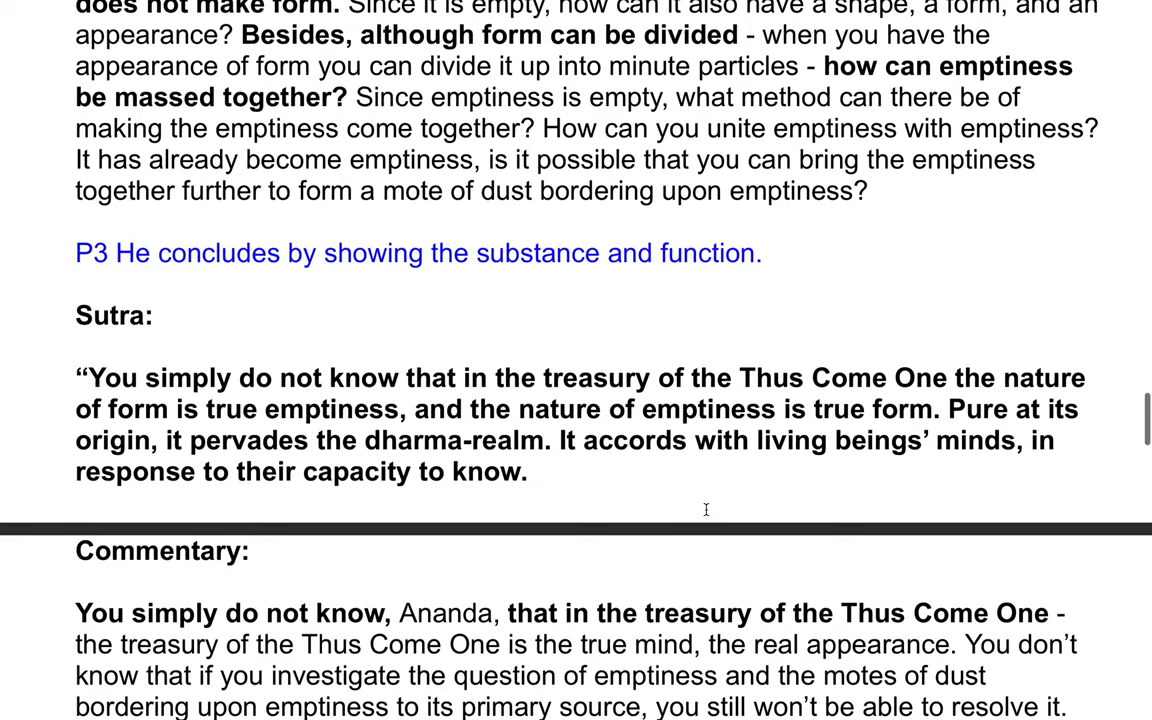 does not make form. Since it is empty, how can it also have a shape, a form, and an
appearance? Besides, although form can be divided - when you have the
appearance of form you can divide it up into minute particles - how can emptiness
be massed together? Since emptiness is empty, what method can there be of
making the emptiness come together? How can you unite emptiness with emptiness?
It has already become emptiness, is it possible that you can bring the emptiness
together further to form a mote of dust bordering upon emptiness?
P3 He concludes by showing the substance and function.
Sutra:
“You simply do not know that in the treasury of the Thus Come One the nature
of form is true emptiness, and the nature of emptiness is true form. Pure at its
origin, it pervades the dharma-realm. It accords with living beings’ minds, in
response to their capacity to know.
Commentary:
You simply do not know, Ananda, that in the treasury of the Thus Come One -
the treasury of the Thus Come One is the true mind, the real appearance. You don’t
know that if you investigate the question of emptiness and the motes of dust
bordering upon emptiness to its primary source, you still won’t be able to resolve it.